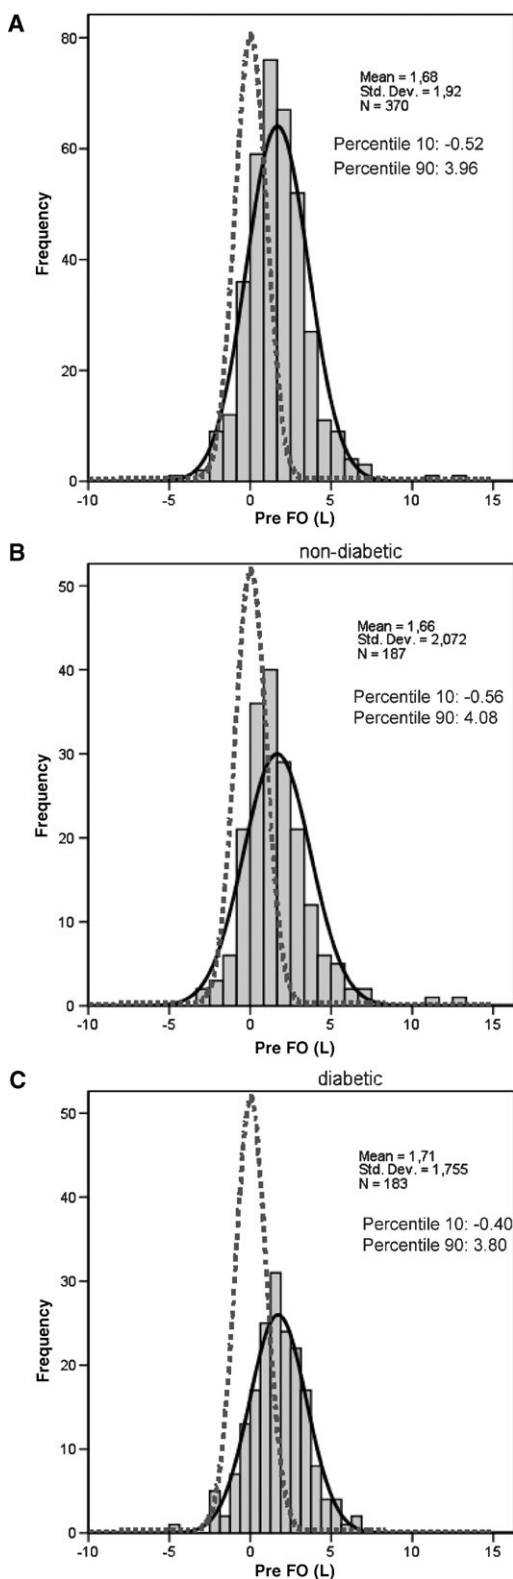 A
80
60
40
20
0
Frequency
Mean = 1,68
Std. Dev. = 1,92
N = 370
Percentile 10: -0.52
Percentile 90: 3.96
-10 -5 0 5 10 15
Pre FO (L)
B
non-diabetic
50
40
30
20
10
0
Frequency
Mean = 1,66
Std. Dev. = 2,072
N = 187
Percentile 10: -0.56
Percentile 90: 4.08
-10 -5 0 5 10 15
Pre FO (L)
C
diabetic
50
40
30
20
10
0
Frequency
Mean = 1,71
Std. Dev. = 1,755
N = 183
Percentile 10: -0.40
Percentile 90: 3.80
-10 -5 0 5 10 15
Pre FO (L)